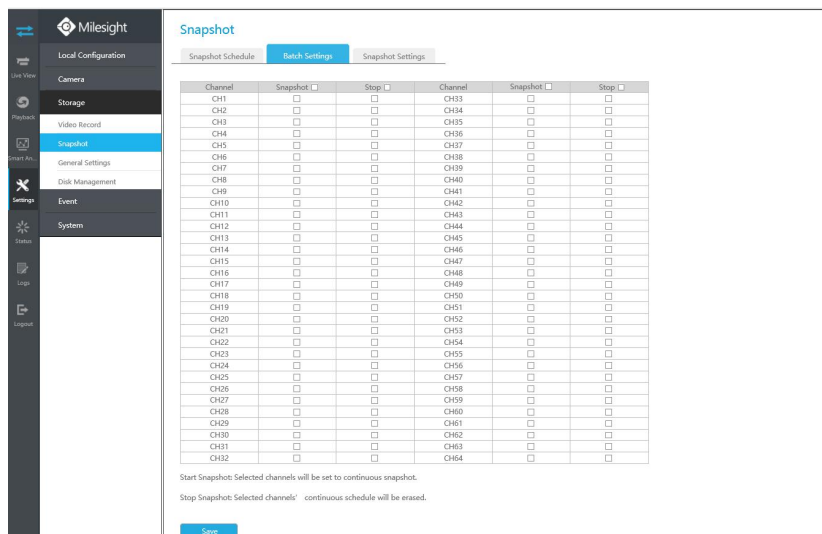 Milesight
Live View
Playback
Smart An...
Settings
Status
Logs
Logout
Local Configuration
Camera
Storage
Video Record
Snapshot
General Settings
Disk Management
Event
System
Snapshot
Snapshot Schedule Batch Settings Snapshot Settings
Channel Snapshot Stop Channel Snapshot Stop
CH1 CH33
CH2 CH34
CH3 CH35
CH4 CH36
CH5 CH37
CH6 CH38
CH7 CH39
CH8 CH40
CH9 CH41
CH10 CH42
CH11 CH43
CH12 CH44
CH13 CH45
CH14 CH46
CH15 CH47
CH16 CH48
CH17 CH49
CH18 CH50
CH19 CH51
CH20 CH52
CH21 CH53
CH22 CH54
CH23 CH55
CH24 CH56
CH25 CH57
CH26 CH58
CH27 CH59
CH28 CH60
CH29 CH61
CH30 CH62
CH31 CH63
CH32 CH64
Start Snapshot: Selected channels will be set to continuous snapshot.
Stop Snapshot: Selected channels' continuous schedule will be erased.
Save